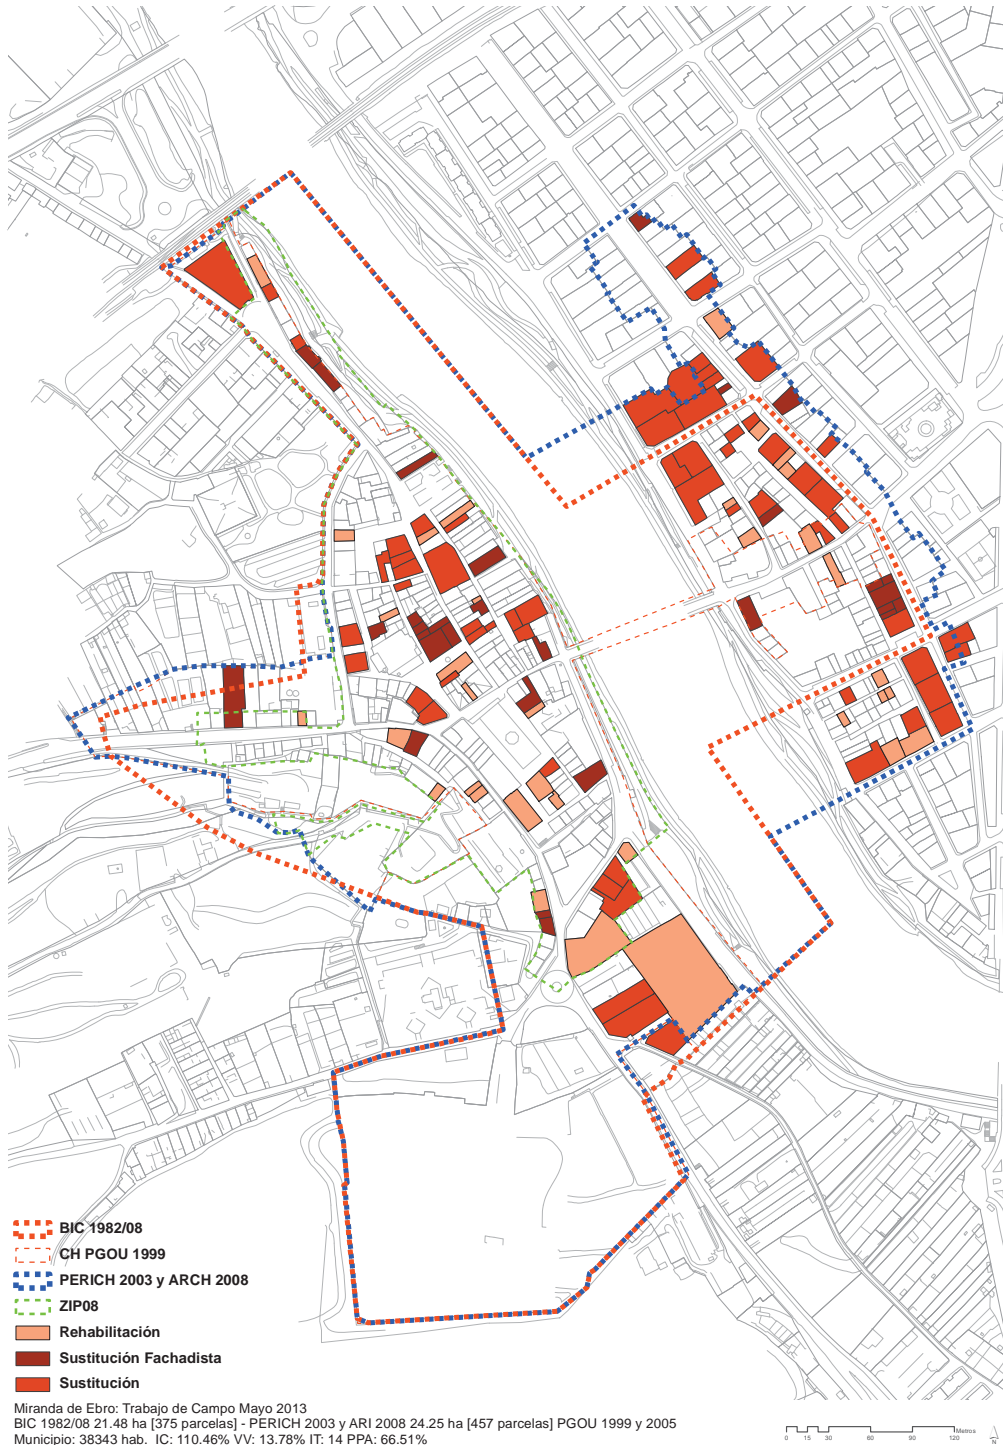 BIC 1982/08
CH PGOU 1999
PERICH 2003 y ARCH 2008
ZIP08
Rehabilitación
Sustitución Fachadista
Sustitución
Miranda de Ebro: Trabajo de Campo Mayo 2013
BIC 1982/08 21.48 ha [375 parcelas] - PERICH 2003 y ARI 2008 24.25 ha [457 parcelas] PGOU 1999 y 2005
Municipio: 38343 hab. IC: 110.46% VV: 13.78% IT: 14 PPA: 66.51%
Metros
0 15 30 60 90 120
N